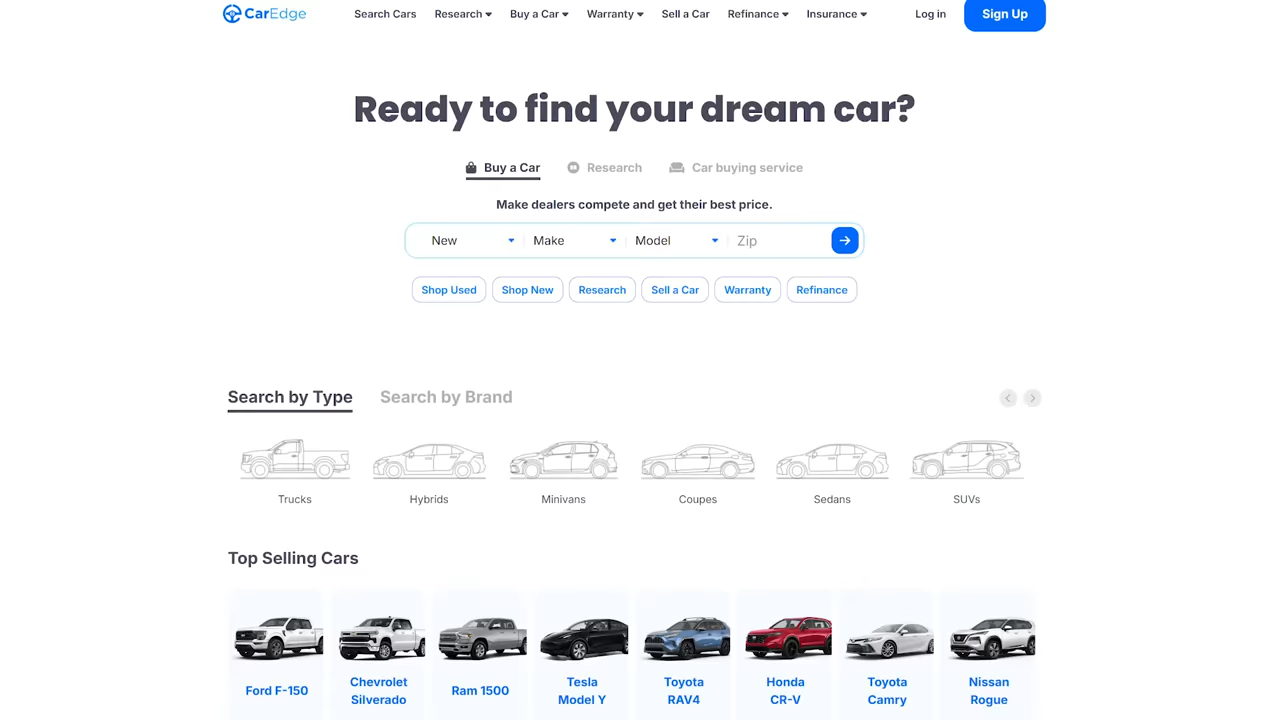 CarEdge
Search Cars
Research
Buy a Car
Warranty
Sell a Car
Refinance
Insurance
Log in
Sign Up
Ready to find your dream car?
Buy a Car
Research
Car buying service
Make dealers compete and get their best price.
New
Make
Model
Zip
Shop Used
Shop New
Research
Sell a Car
Warranty
Refinance
Search by Type
Search by Brand
Trucks
Hybrids
Minivans
Coupes
Sedans
SUVs
Top Selling Cars
Ford F-150
Chevrolet
Silverado
Ram 1500
Tesla
Model Y
Toyota
RAV4
Honda
CR-V
Toyota
Camry
Nissan
Rogue